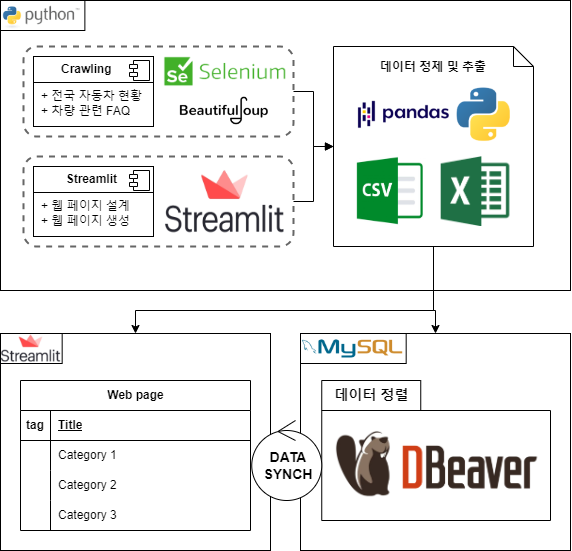 python™
Crawling
+ 전국 자동차 현황
+ 차량 관련 FAQ
Se Selenium
BeautifulSoup
Streamlit
+ 웹 페이지 설계
+ 웹 페이지 생성
Streamlit
데이터 정제 및 추출
pandas
CSV
X
Streamlit
Web page
tag Title
Category 1
Category 2
Category 3
DATA
SYNCH
MySQL
데이터 정렬
DBeaver